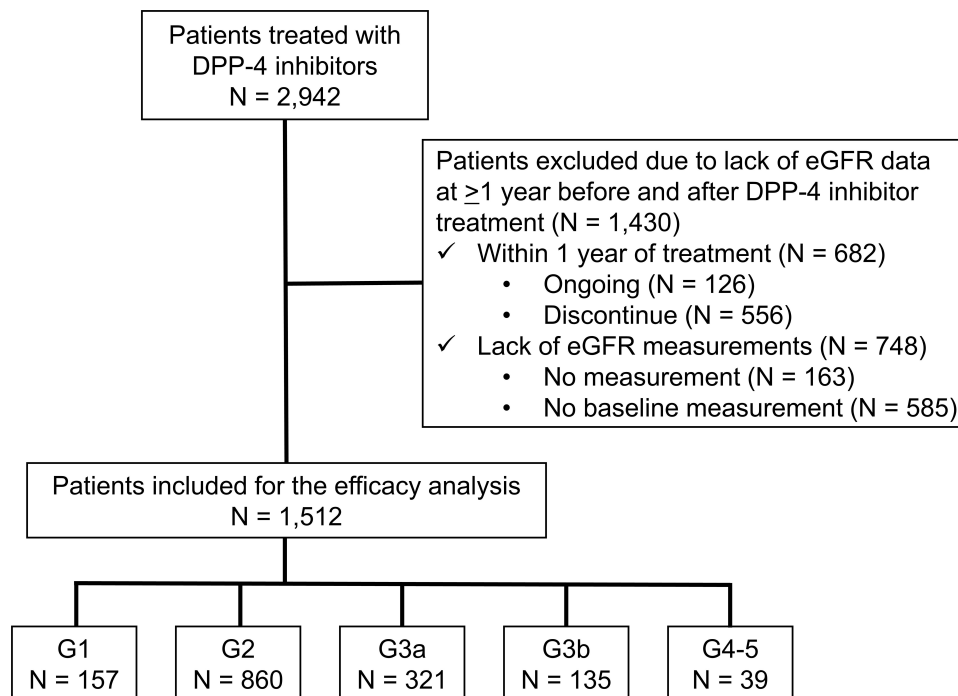 Patients treated with
DPP-4 inhibitors
N = 2,942
Patients excluded due to lack of eGFR data
at ≥1 year before and after DPP-4 inhibitor
treatment (N = 1,430)
✓ Within 1 year of treatment (N = 682)
• Ongoing (N = 126)
• Discontinue (N = 556)
✓ Lack of eGFR measurements (N = 748)
• No measurement (N = 163)
• No baseline measurement (N = 585)
Patients included for the efficacy analysis
N = 1,512
G1
N = 157
G2
N = 860
G3a
N = 321
G3b
N = 135
G4-5
N = 39